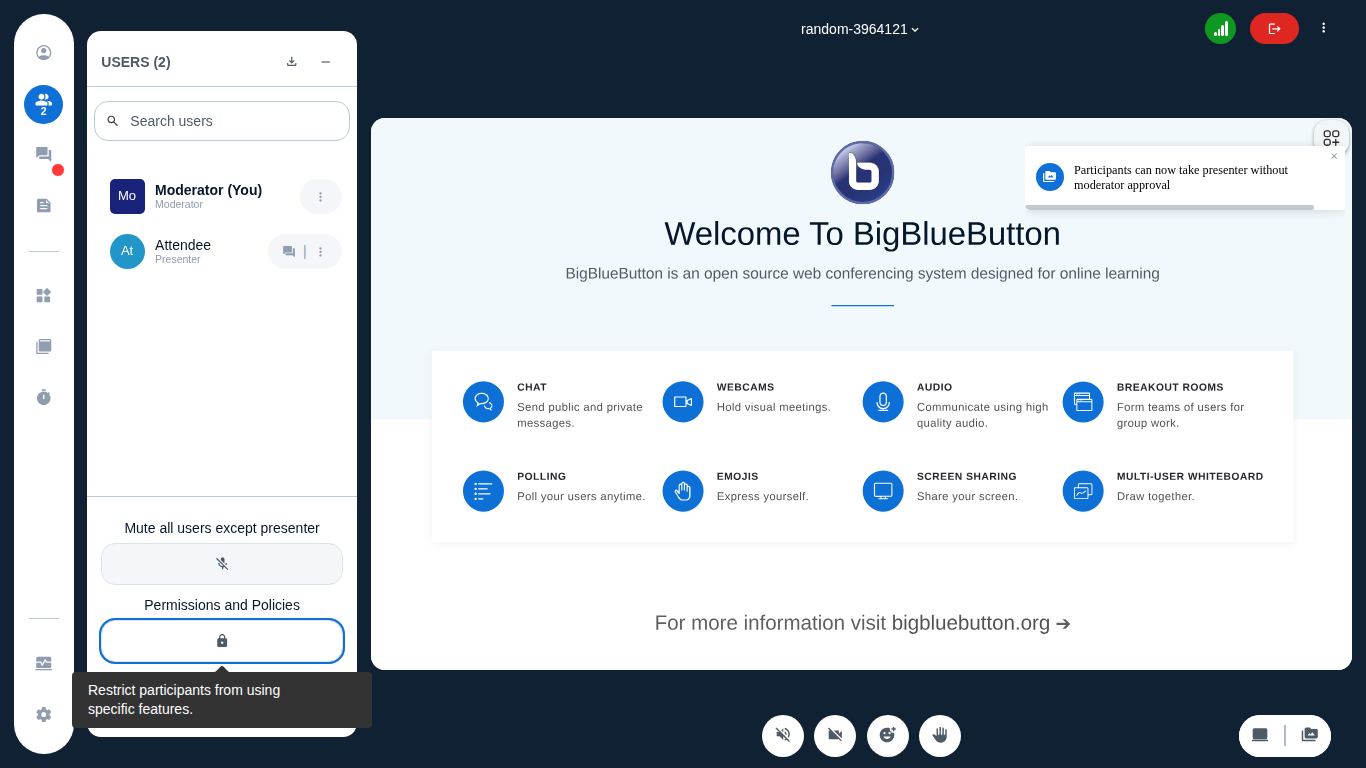 random-3964121
USERS (2)
2
Search users
Mo
Moderator (You)
Moderator
At
Attendee
Presenter
Mute all users except presenter
Permissions and Policies
Restrict participants from using
specific features.
Participants can now take presenter without
moderator approval
Welcome To BigBlueButton
BigBlueButton is an open source web conferencing system designed for online learning
CHAT
Send public and private
messages.
WEBCAMS
Hold visual meetings.
AUDIO
Communicate using high
quality audio.
BREAKOUT ROOMS
Form teams of users for
group work.
POLLING
Poll your users anytime.
EMOJIS
Express yourself.
SCREEN SHARING
Share your screen.
MULTI-USER WHITEBOARD
Draw together.
For more information visit bigbluebutton.org ➔